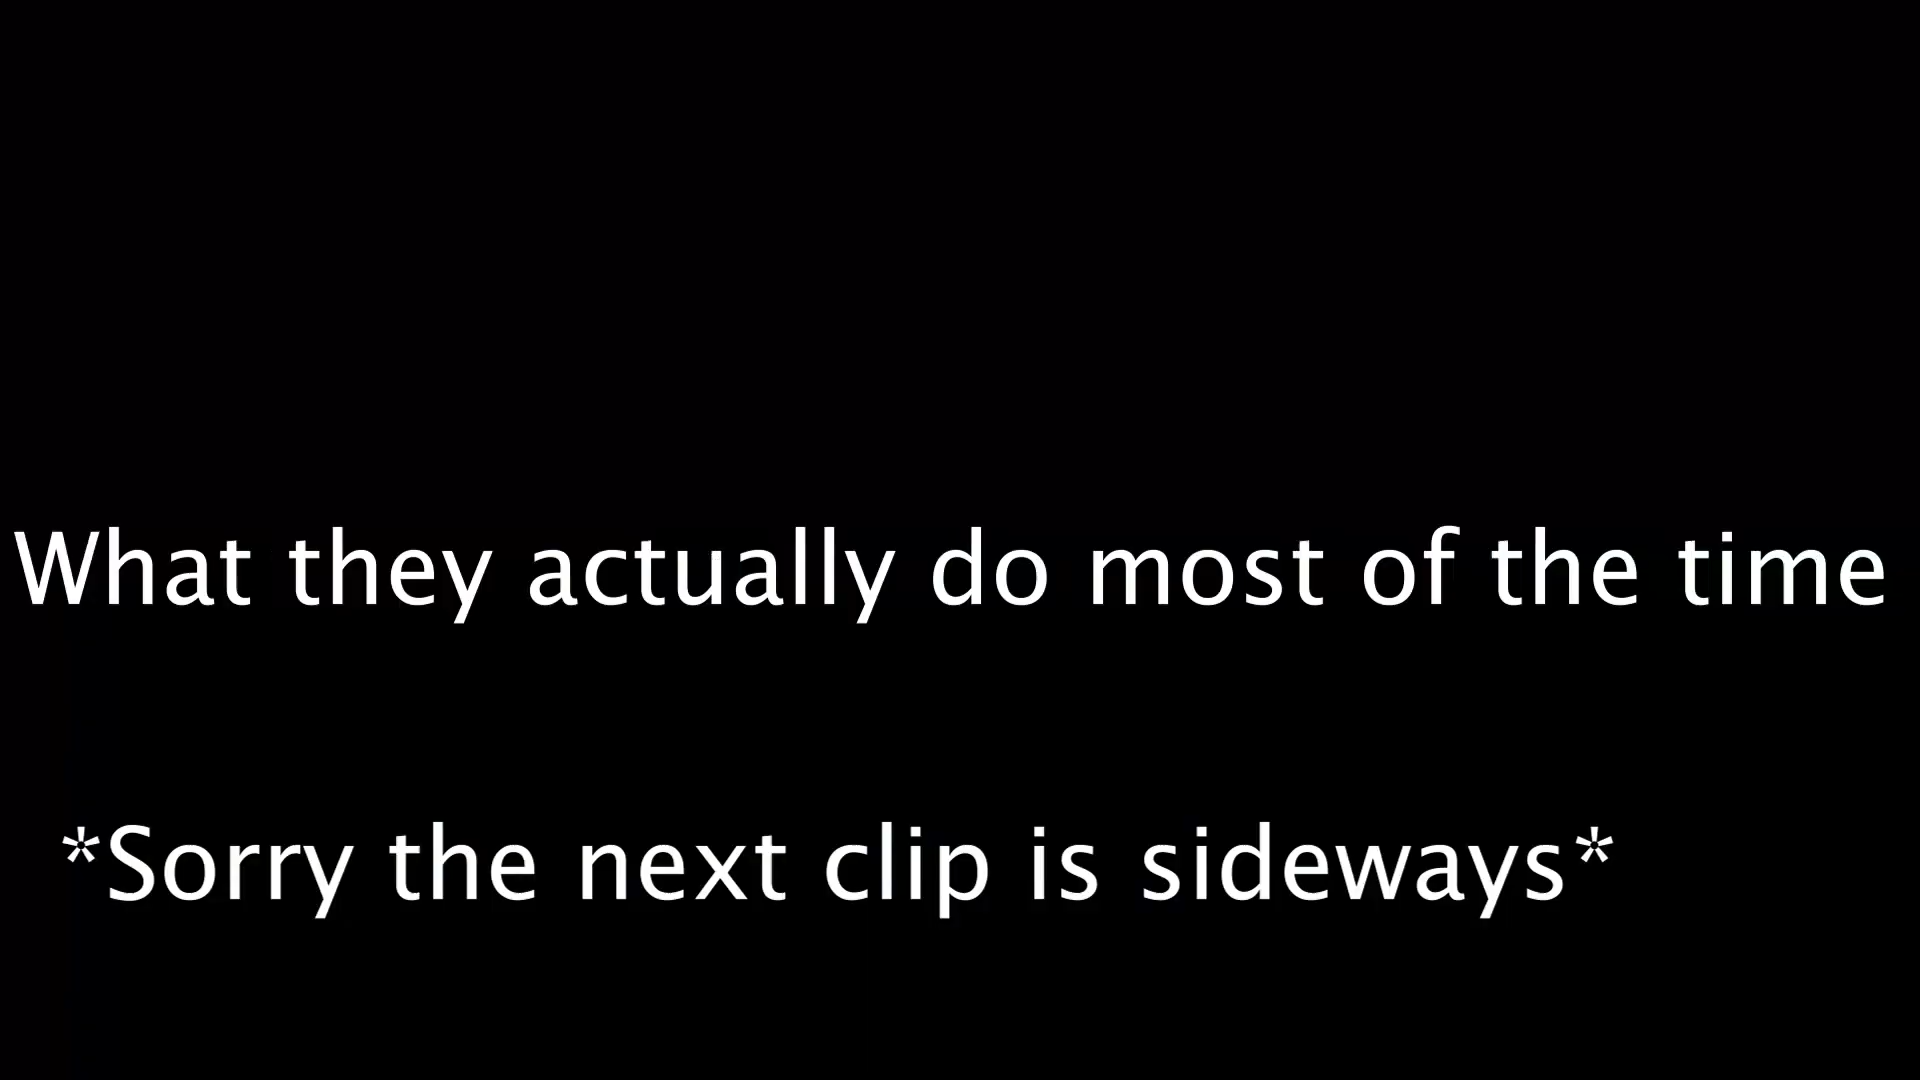 What they actually do most of the time
*Sorry the next clip is sideways*